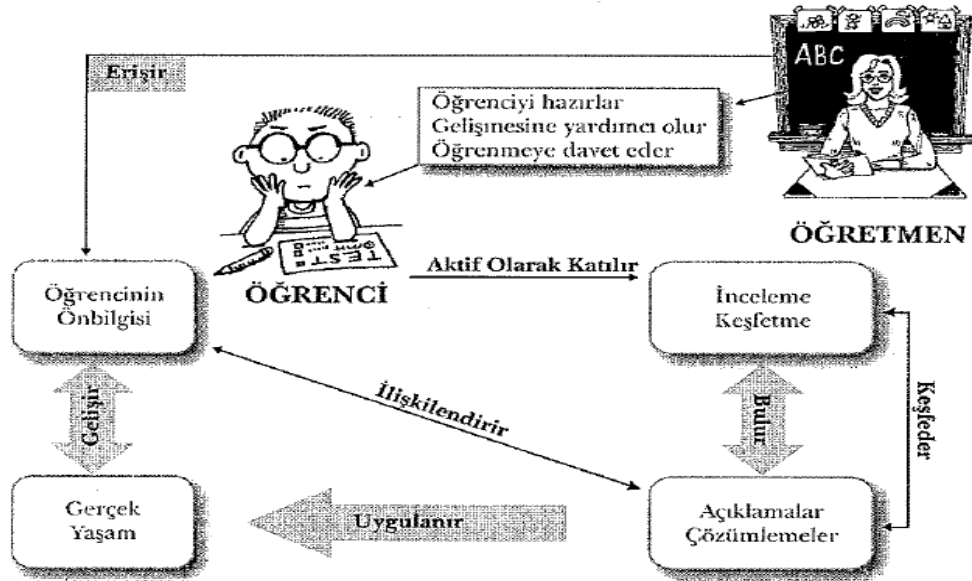 ABC
Erişir
Öğrenciyi hazırlar
Gelişmesine yardımcı olur
Öğrenmeye davet eder
ÖĞRETMEN
TEST
ÖĞRENCİ
Aktif Olarak Katılır
Öğrencinin
Önbilgisi
İnceleme
Keşfetme
Gelişir
İlişkilendirir
Bulur
Keşfeder
Gerçek
Yaşam
Uygulanır
Açıklamalar
Çözümlemeler